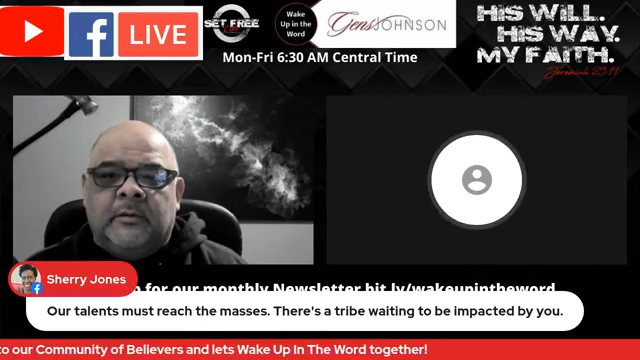 LIVE
SET FREE
Wake
Up in the
Word
GensJOHNSON
HIS WILL.
HIS WAY.
MY FAITH.
Jeremiah 29:11
Mon-Fri 6:30 AM Central Time
Sherry Jones
for our monthly Newsletter bit.ly/wakeupintheword
Our talents must reach the masses. There's a tribe waiting to be impacted by you.
to our Community of Believers and lets Wake Up In The Word together!